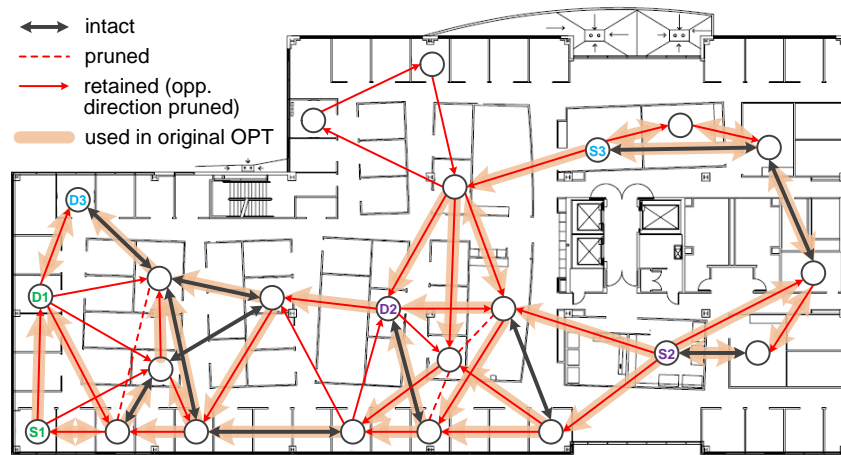 intact
pruned
retained (opp.
direction pruned)
used in original OPT
S3
D3
D1
D2
S2
S1